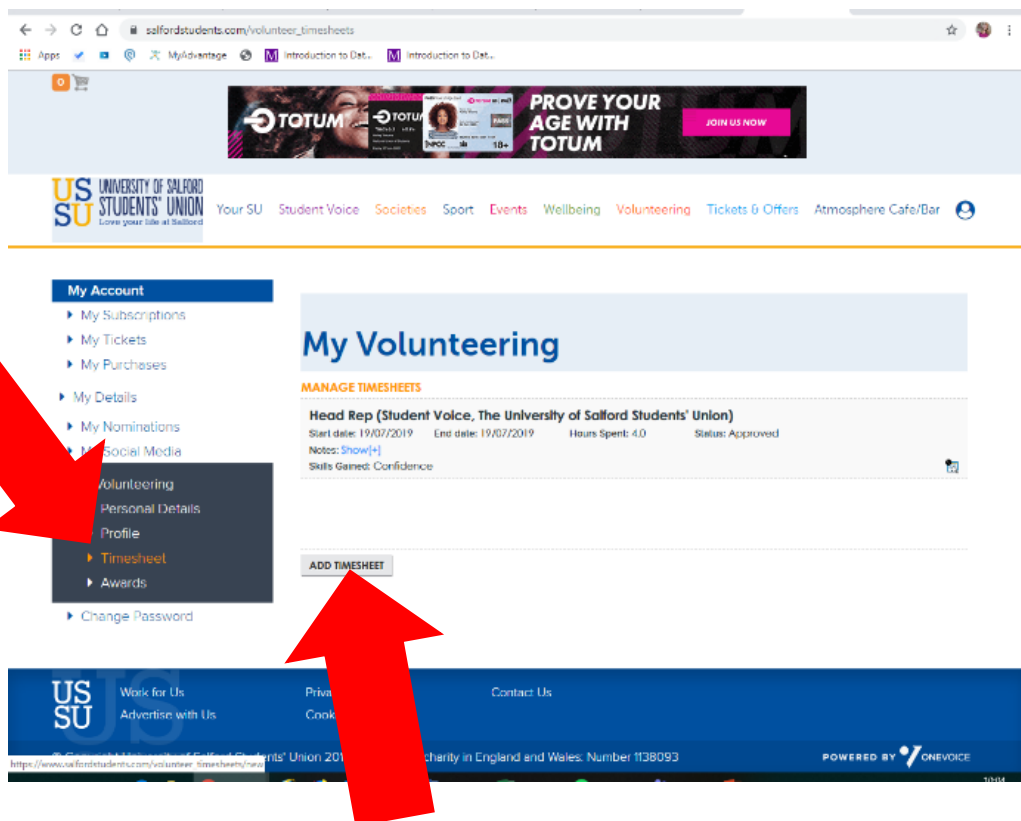 salfordstudents.com/volunteer_timesheets
Apps
MyAdvantage
Introduction to Dat...
Introduction to Dat...
0
TOTUM
TOTU
18+
PROVE YOUR
AGE WITH
TOTUM
JOIN US NOW
US
SU
UNIVERSITY OF SALFORD
STUDENTS' UNION
Love your life at Salford
Your SU Student Voice Societies Sport Events Wellbeing Volunteering Tickets & Offers Atmosphere Cafe/Bar
My Account
My Subscriptions
My Tickets
My Purchases
My Details
My Nominations
Social Media
Volunteering
Personal Details
Profile
Timesheet
Awards
Change Password
My Volunteering
MANAGE TIMESHEETS
Head Rep (Student Voice, The University of Salford Students' Union)
Start date: 19/07/2019 End date: 19/07/2019 Hours Spent: 4.0 Status: Approved
Notes: Show[+]
Skills Gained: Confidence
ADD TIMESHEET
US
SU
Work for Us
Advertise with Us
Priva
Cook
Contact Us
ents' Union 201 charity in England and Wales: Number 1138093
POWERED BY ONEVOICE
https://www.salfordstudents.com/volunteer_timesheets/new
10:04